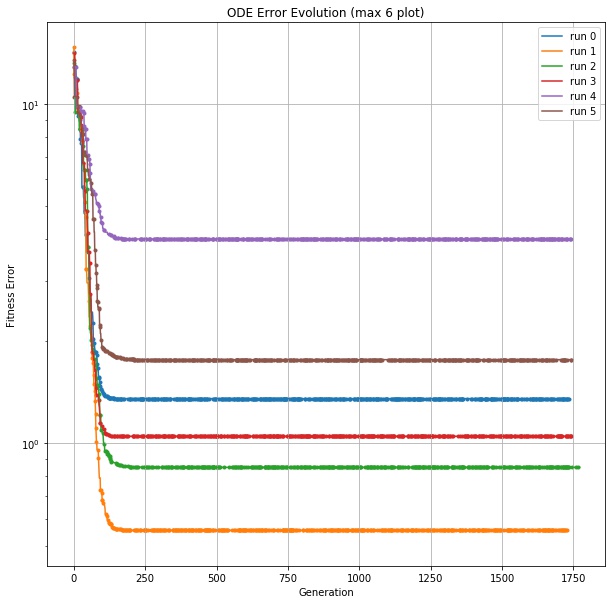 ODE Error Evolution (max 6 plot)
run 0
run 1
run 2
run 3
run 4
run 5
10¹
10⁰
Fitness Error
0 250 500 750 1000 1250 1500 1750
Generation